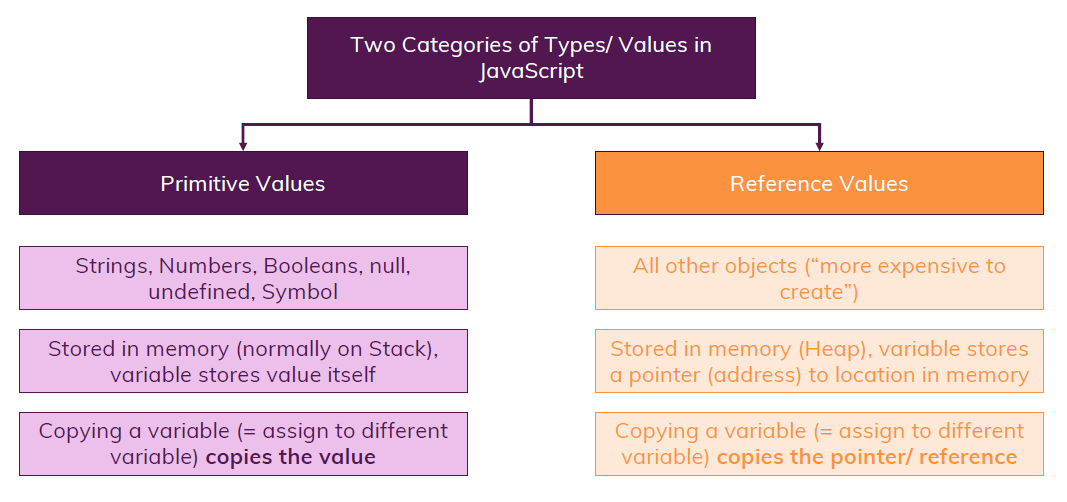 Two Categories of Types/ Values in
JavaScript
Primitive Values
Reference Values
Strings, Numbers, Booleans, null,
undefined, Symbol
All other objects (“more expensive to
create”)
Stored in memory (normally on Stack),
variable stores value itself
Stored in memory (Heap), variable stores
a pointer (address) to location in memory
Copying a variable (= assign to different
variable) copies the value
Copying a variable (= assign to different
variable) copies the pointer/ reference